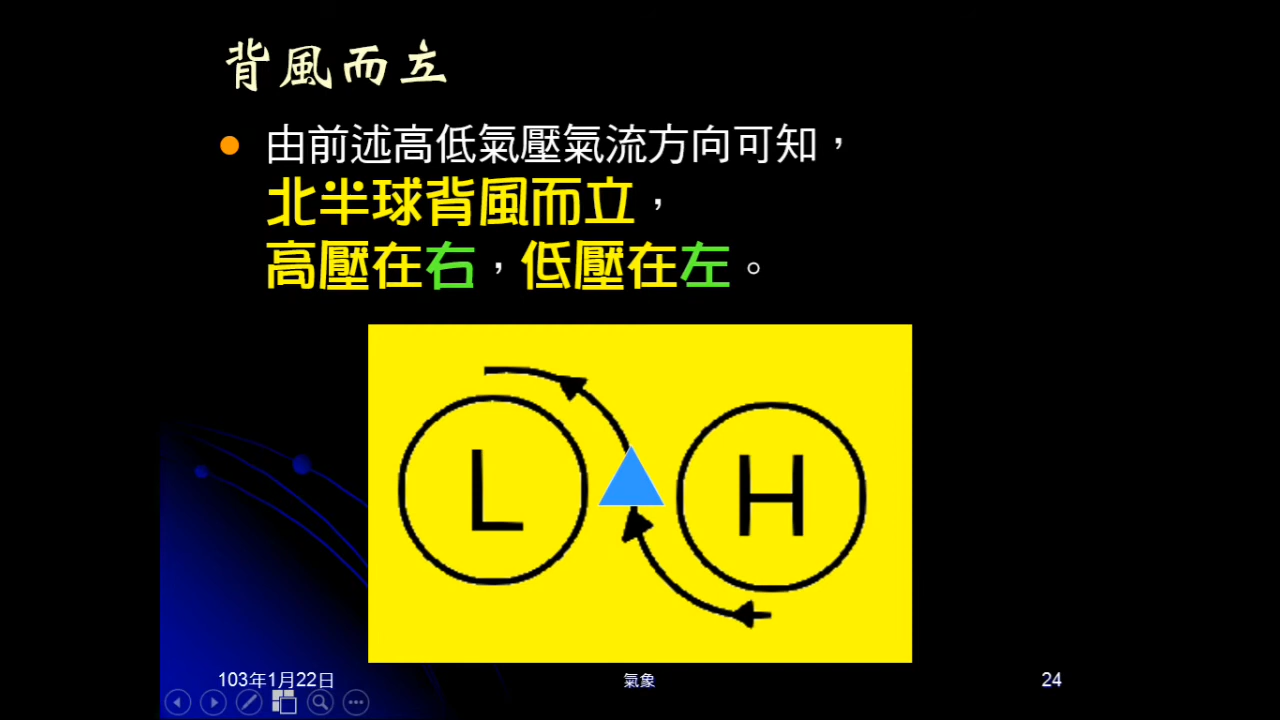 背風而立
由前述高低氣壓氣流方向可知，
北半球背風而立，
高壓在右，低壓在左。
L
H
103年1月22日
氣象
24